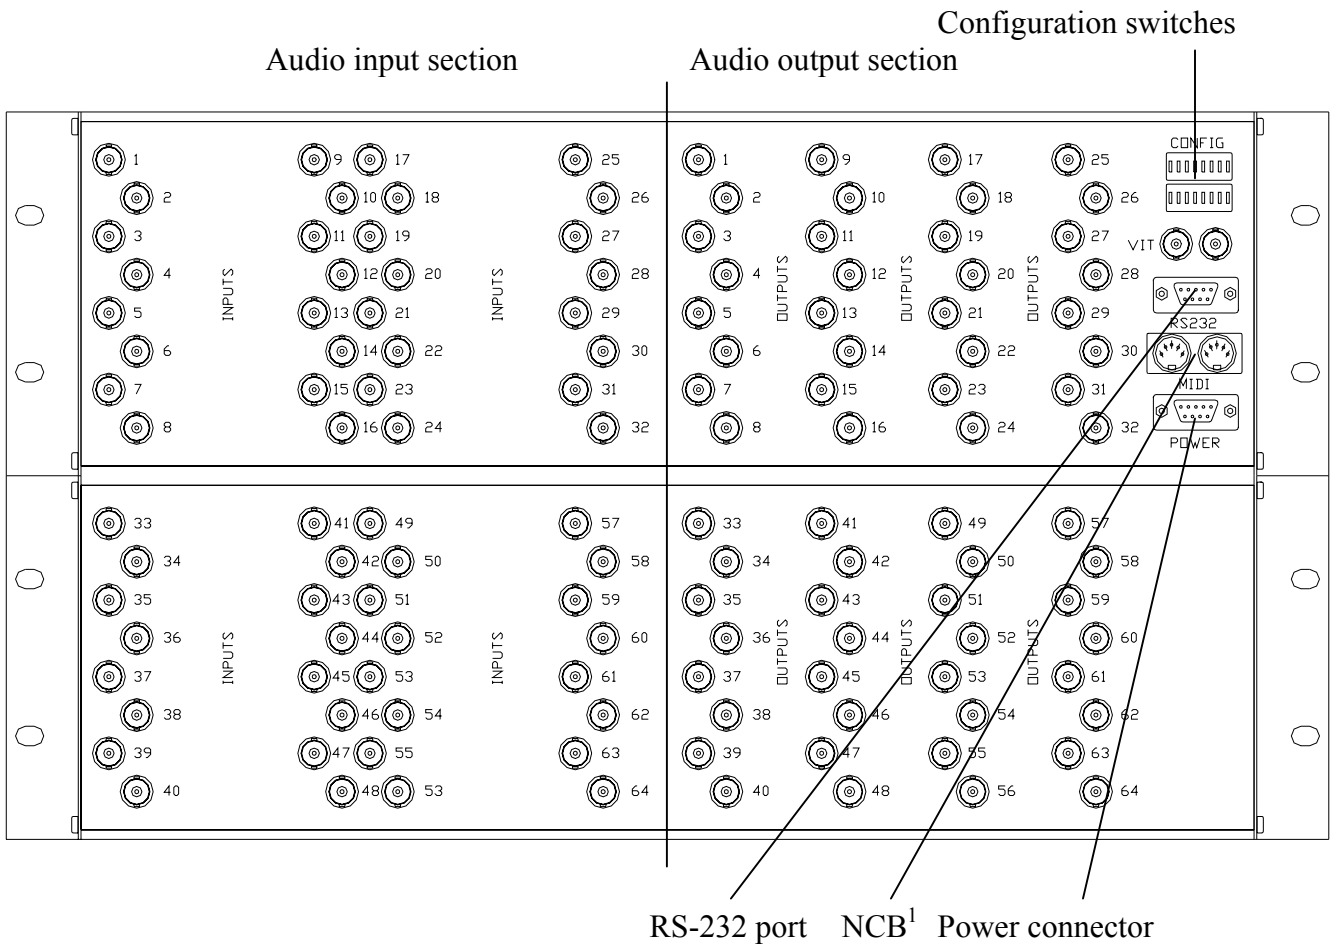 Configuration switches
Audio input section Audio output section
1 9 17 25 1 9 17 25 CONFIG
2 10 18 26 2 10 18 26
3 11 19 27 3 11 19 27 VIT
4 12 20 28 4 12 20 28
INPUTS INPUTS OUTPUTS OUTPUTS OUTPUTS
5 13 21 29 5 13 21 29 RS232
6 14 22 30 6 14 22 30
7 15 23 31 7 15 23 31 MIDI
8 16 24 32 8 16 24 32 POWER
33 41 49 57 33 41 49 57
34 42 50 58 34 42 50 58
35 43 51 59 35 43 51 59
36 44 52 60 36 44 52 60
INPUTS INPUTS OUTPUTS OUTPUTS OUTPUTS
37 45 53 61 37 45 53 61
38 46 54 62 38 46 54 62
39 47 55 63 39 47 55 63
40 48 53 64 40 48 56 64
RS-232 port NCB1 Power connector